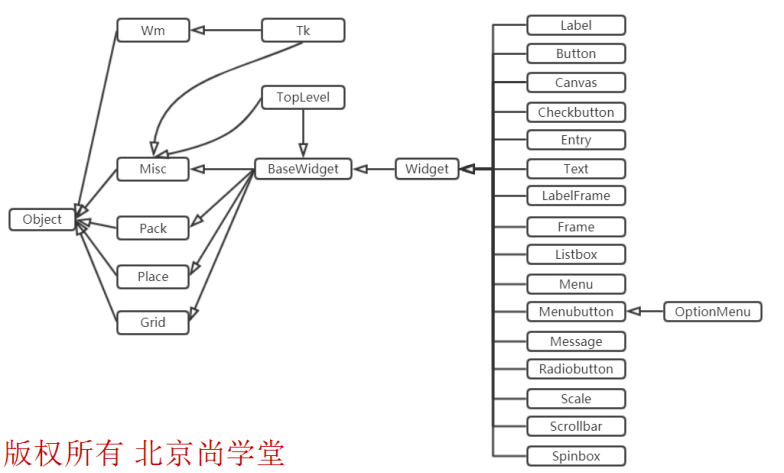 Label
Wm
Tk
Button
Canvas
TopLevel
Checkbutton
Entry
Misc
BaseWidget
Widget
Text
LabelFrame
Object
Pack
Frame
Listbox
Place
Menu
Grid
Menubutton
OptionMenu
Message
Radiobutton
Scale
Scrollbar
版权所有 北京尚学堂
Spinbox